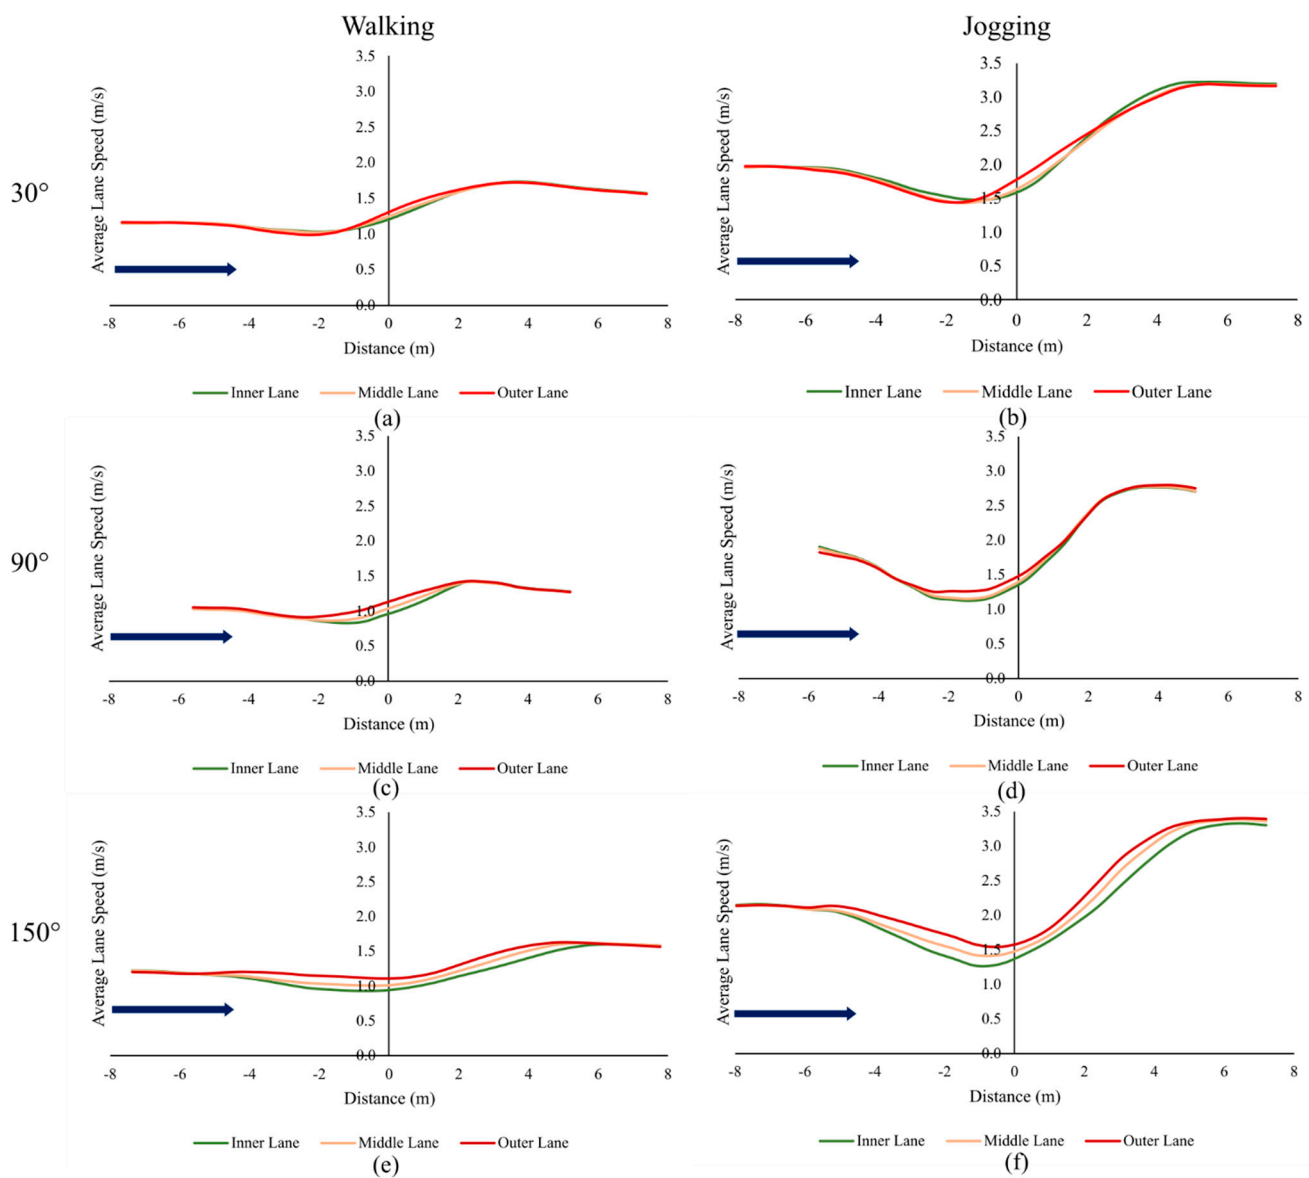 Walking
Jogging
30°
Average Lane Speed (m/s)
3.5
3.0
2.5
2.0
1.5
1.0
0.5
0.0
-8 -6 -4 -2 0 2 4 6 8
Distance (m)
Inner Lane Middle Lane Outer Lane
(a)
Average Lane Speed (m/s)
3.5
3.0
2.5
2.0
1.5
1.0
0.5
0.0
-8 -6 -4 -2 0 2 4 6 8
Distance (m)
Inner Lane Middle Lane Outer Lane
(b)
90°
Average Lane Speed (m/s)
3.5
3.0
2.5
2.0
1.5
1.0
0.5
0.0
-8 -6 -4 -2 0 2 4 6 8
Distance (m)
Inner Lane Middle Lane Outer Lane
(c)
Average Lane Speed (m/s)
3.5
3.0
2.5
2.0
1.5
1.0
0.5
0.0
-8 -6 -4 -2 0 2 4 6 8
Distance (m)
Inner Lane Middle Lane Outer Lane
(d)
150°
Average Lane Speed (m/s)
3.5
3.0
2.5
2.0
1.5
1.0
0.5
0.0
-8 -6 -4 -2 0 2 4 6 8
Distance (m)
Inner Lane Middle Lane Outer Lane
(e)
Average Lane Speed (m/s)
3.5
3.0
2.5
2.0
1.5
1.0
0.5
0.0
-8 -6 -4 -2 0 2 4 6 8
Distance (m)
Inner Lane Middle Lane Outer Lane
(f)